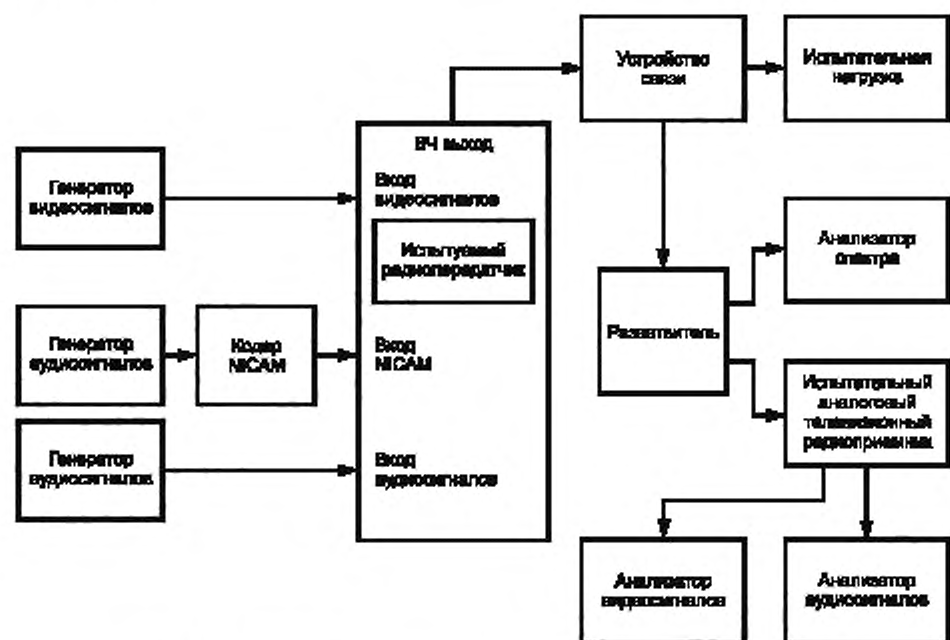 Устройство
связи
Испытательная
нагрузка
ВЧ выход
Генератор
видеосигналов
Вход
видеосигналов
Испытуемый
радиопередатчик
Анализатор
спектра
Разветвитель
Генератор
аудиосигналов
Кодер
NICAM
Вход
NICAM
Испытательный
аналоговый
телевизионный
радиоприемник
Генератор
аудиосигналов
Вход
аудиосигналов
Анализатор
видеосигналов
Анализатор
аудиосигналов